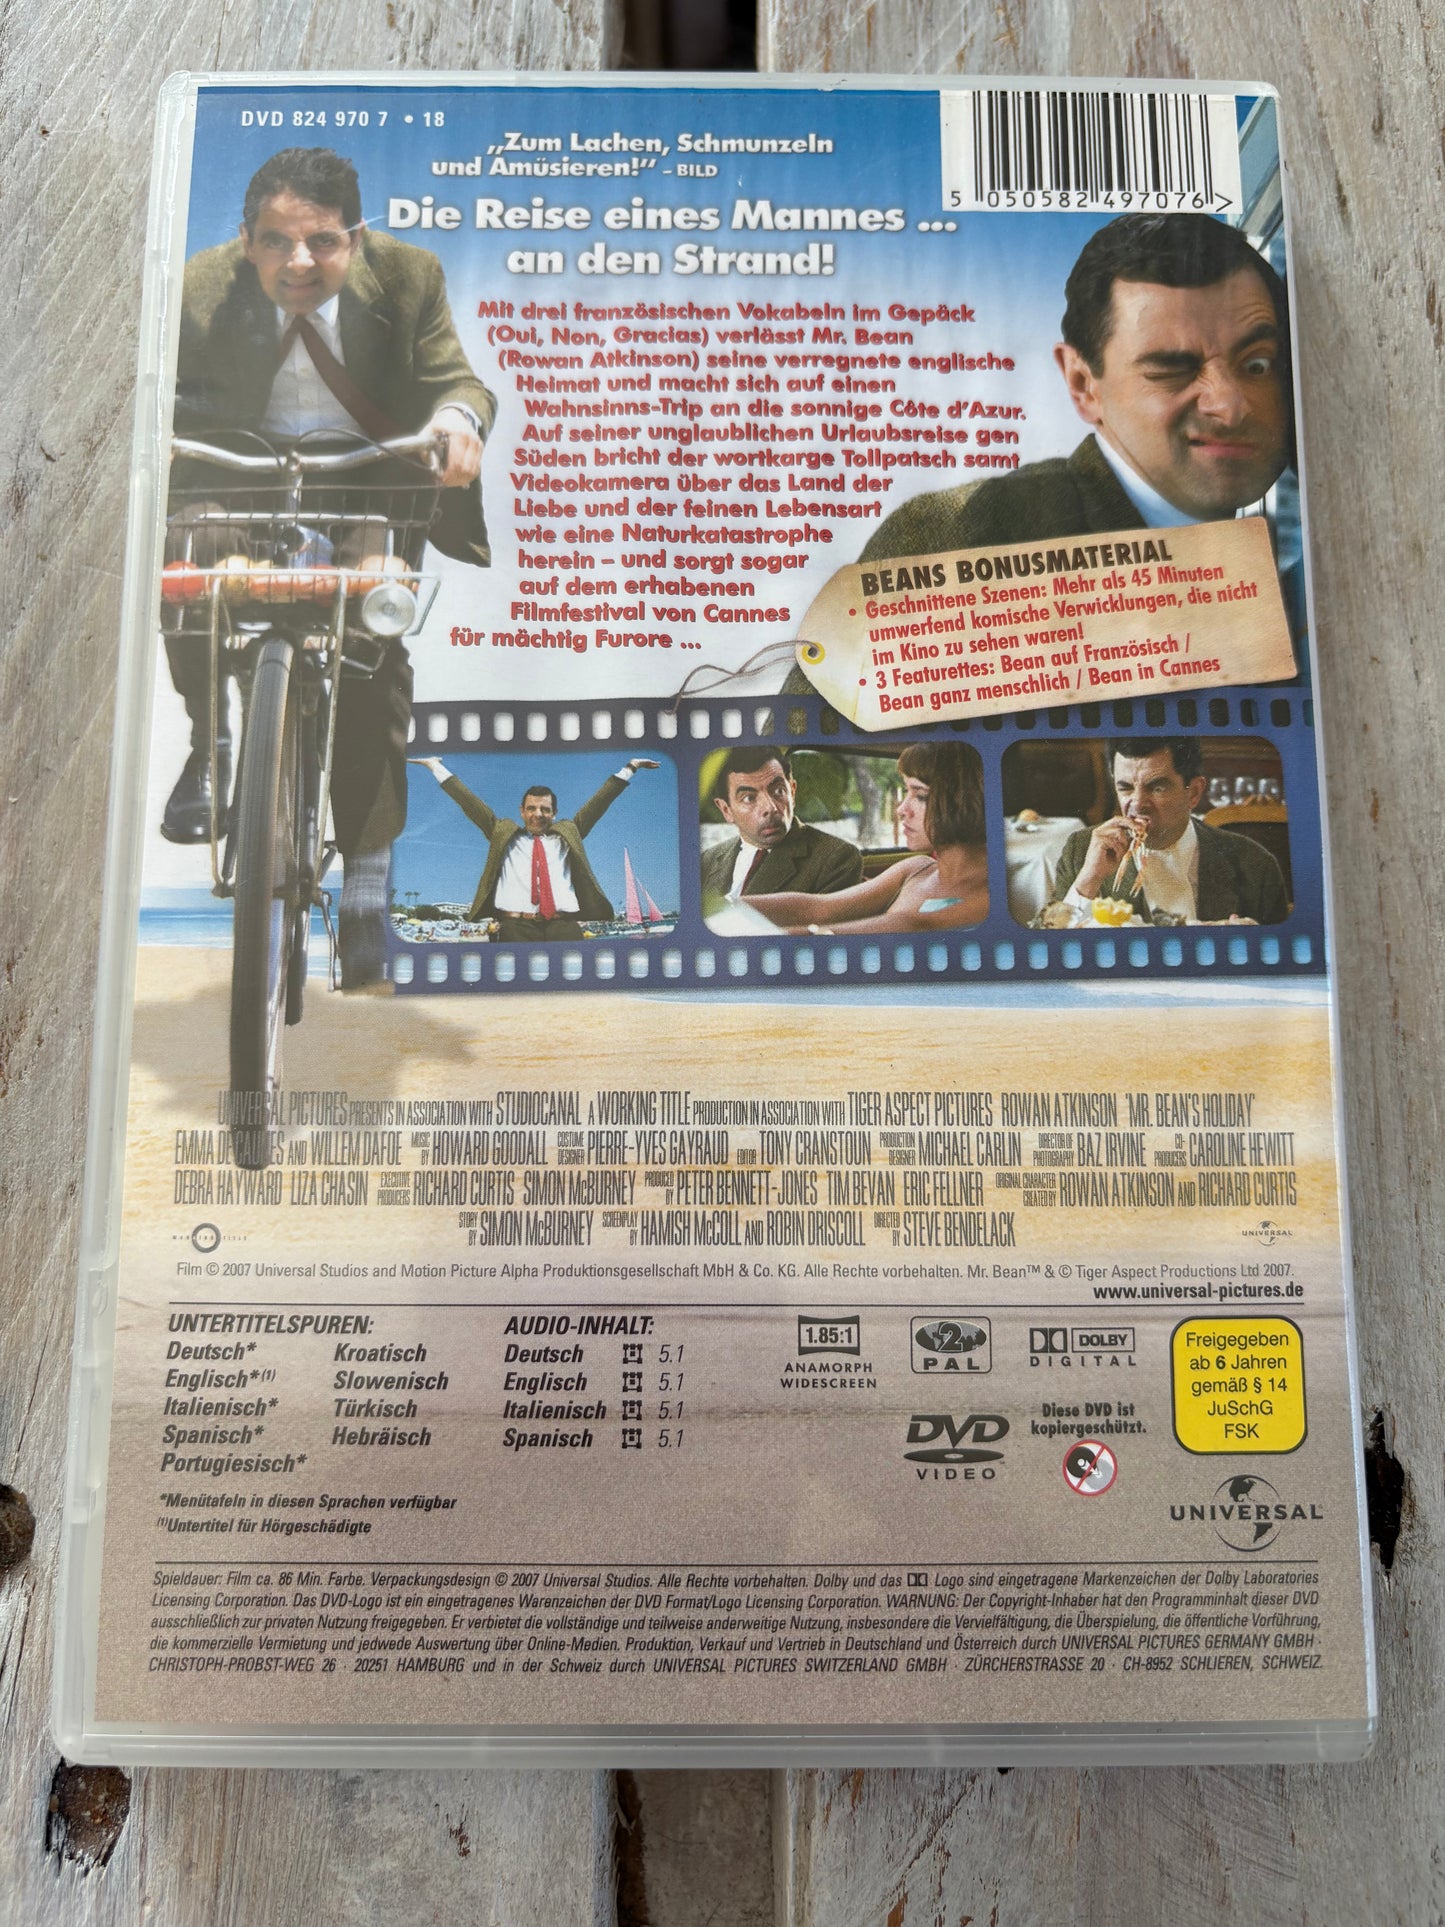 DVD 824 970 7 • 18
„Zum Lachen, Schmunzeln
und Amüsieren!“ – BILD
5 050582 497076 >
Die Reise eines Mannes ...
an den Strand!
Mit drei französischen Vokabeln im Gepäck
(Oui, Non, Gracias) verlässt Mr. Bean
(Rowan Atkinson) seine verregnete englische
Heimat und macht sich auf einen
Wahnsinns-Trip an die sonnige Côte d'Azur.
Auf seiner unglaublichen Urlaubsreise gen
Süden bricht der wortkarge Tollpatsch samt
Videokamera über das Land der
Liebe und der feinen Lebensart
wie eine Naturkatastrophe
herein – und sorgt sogar
auf dem erhabenen
Filmfestival von Cannes
für mächtig Furore ...
BEANS BONUSMATERIAL
• Geschnittene Szenen: Mehr als 45 Minuten
umwerfend komische Verwicklungen, die nicht
im Kino zu sehen waren!
• 3 Featurettes: Bean auf Französisch /
Bean ganz menschlich / Bean in Cannes
UNIVERSAL PICTURES PRESENTS IN ASSOCIATION WITH STUDIOCANAL A WORKING TITLE PRODUCTION IN ASSOCIATION WITH TIGER ASPECT PICTURES ROWAN ATKINSON 'MR. BEAN'S HOLIDAY'
EMMA DE CAUNES AND WILLEM DAFOE MUSIC BY HOWARD GOODALL COSTUME DESIGNER PIERRE-YVES GAYRAUD EDITOR TONY CRANSTOUN PRODUCTION DESIGNER MICHAEL CARLIN DIRECTOR OF PHOTOGRAPHY BAZ IRVINE CO-PRODUCERS CAROLINE HEWITT
DEBRA HAYWARD LIZA CHASIN EXECUTIVE PRODUCERS RICHARD CURTIS SIMON McBURNEY PRODUCED BY PETER BENNETT-JONES TIM BEVAN ERIC FELLNER ORIGINAL CHARACTER CREATED BY ROWAN ATKINSON AND RICHARD CURTIS
STORY BY SIMON McBURNEY SCREENPLAY BY HAMISH McCOLL AND ROBIN DRISCOLL DIRECTED BY STEVE BENDELACK
WORKING TITLE
UNIVERSAL
Film © 2007 Universal Studios and Motion Picture Alpha Produktionsgesellschaft MbH & Co. KG. Alle Rechte vorbehalten. Mr. Bean™ & © Tiger Aspect Productions Ltd 2007.
www.universal-pictures.de
UNTERTITELSPUREN:
Deutsch* Kroatisch
Englisch*(1) Slowenisch
Italienisch* Türkisch
Spanisch* Hebräisch
Portugiesisch*
*Menütafeln in diesen Sprachen verfügbar
(1)Untertitel für Hörgeschädigte
AUDIO-INHALT:
Deutsch 5.1
Englisch 5.1
Italienisch 5.1
Spanisch 5.1
1.85:1
ANAMORPH
WIDESCREEN
2
PAL
DOLBY
DIGITAL
DVD
VIDEO
Diese DVD ist
kopiergeschützt.
Freigegeben
ab 6 Jahren
gemäß § 14
JuSchG
FSK
UNIVERSAL
Spieldauer: Film ca. 86 Min. Farbe. Verpackungsdesign © 2007 Universal Studios. Alle Rechte vorbehalten. Dolby und das Logo sind eingetragene Markenzeichen der Dolby Laboratories
Licensing Corporation. Das DVD-Logo ist ein eingetragenes Warenzeichen der DVD Format/Logo Licensing Corporation. WARNUNG: Der Copyright-Inhaber hat den Programminhalt dieser DVD
ausschließlich zur privaten Nutzung freigegeben. Er verbietet die vollständige und teilweise anderweitige Nutzung, insbesondere die Vervielfältigung, die Überspielung, die öffentliche Vorführung,
die kommerzielle Vermietung und jedwede Auswertung über Online-Medien. Produktion, Verkauf und Vertrieb in Deutschland und Österreich durch UNIVERSAL PICTURES GERMANY GMBH ·
CHRISTOPH-PROBST-WEG 26 · 20251 HAMBURG und in der Schweiz durch UNIVERSAL PICTURES SWITZERLAND GMBH · ZÜRCHERSTRASSE 20 · CH-8952 SCHLIEREN, SCHWEIZ.